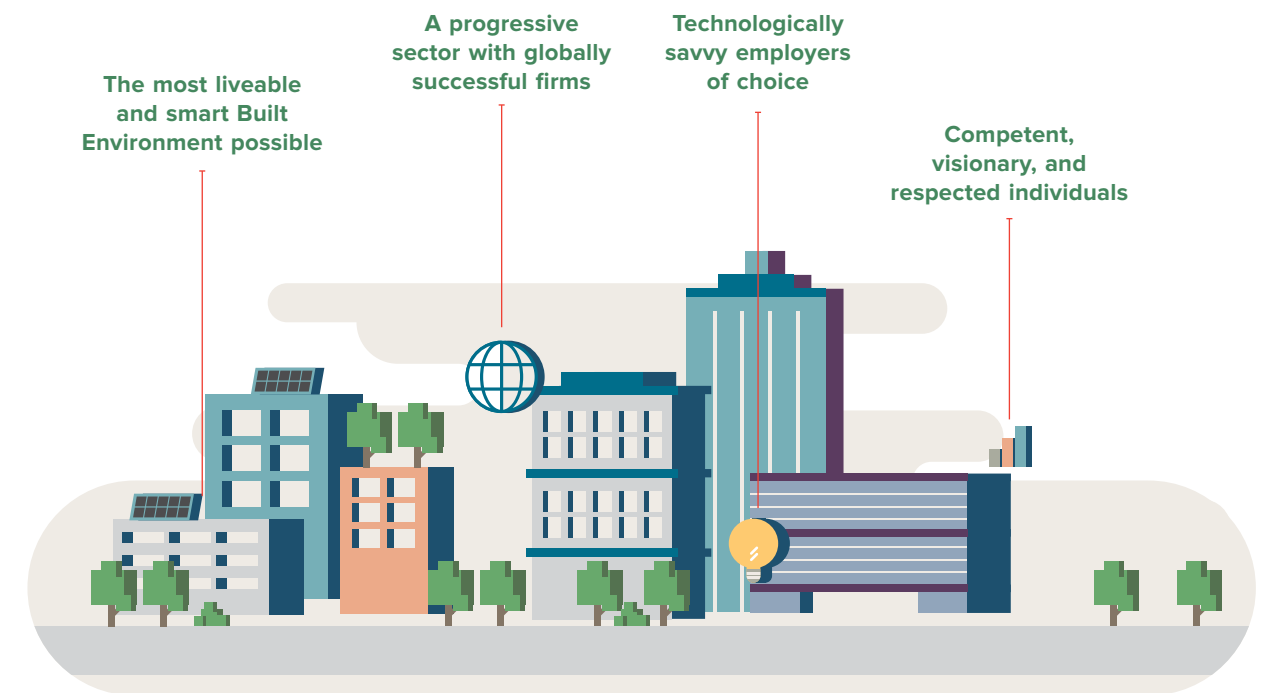 The most liveable
and smart Built
Environment possible
A progressive
sector with globally
successful firms
Technologically
savvy employers
of choice
Competent,
visionary, and
respected individuals